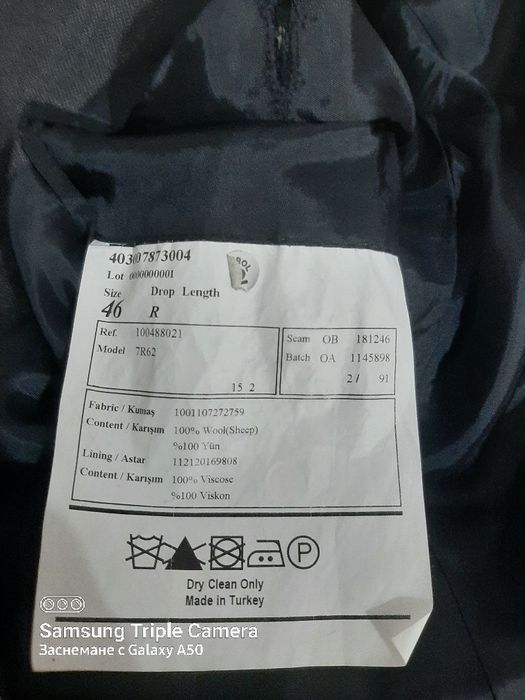 403007873004
Lot 0000000001
Size Drop Length
46 R
Ref. 100488021
Model 7R62
15 2
Seam OB 181246
Batch OA 1145898
2/ 91
Fabric / Kumaş 1001107272759
Content / Karışım 100% Wool(Sheep)
%100 Yün
Lining / Astar 112120169808
Content / Karışım 100% Viscose
%100 Viskon
P
Dry Clean Only
Made in Turkey
Samsung Triple Camera
Заснемане с Galaxy A50